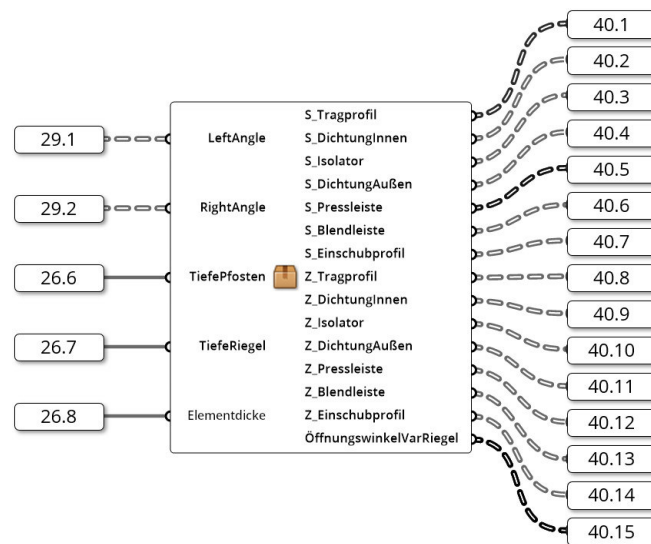 29.1
29.2
26.6
26.7
26.8
LeftAngle
RightAngle
TiefePfosten
TiefeRiegel
Elementdicke
S_Tragprofil
S_DichtungInnen
S_Isolator
S_DichtungAußen
S_Pressleiste
S_Blendleiste
S_Einschubprofil
Z_Tragprofil
Z_DichtungInnen
Z_Isolator
Z_DichtungAußen
Z_Pressleiste
Z_Blendleiste
Z_Einschubprofil
ÖffnungswinkelVarRiegel
40.1
40.2
40.3
40.4
40.5
40.6
40.7
40.8
40.9
40.10
40.11
40.12
40.13
40.14
40.15